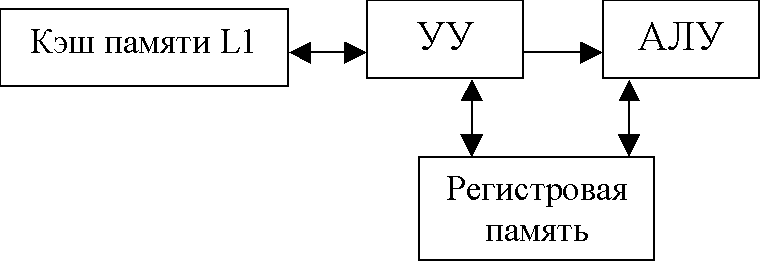 Кэш памяти L1
УУ
АЛУ
Регистровая
память